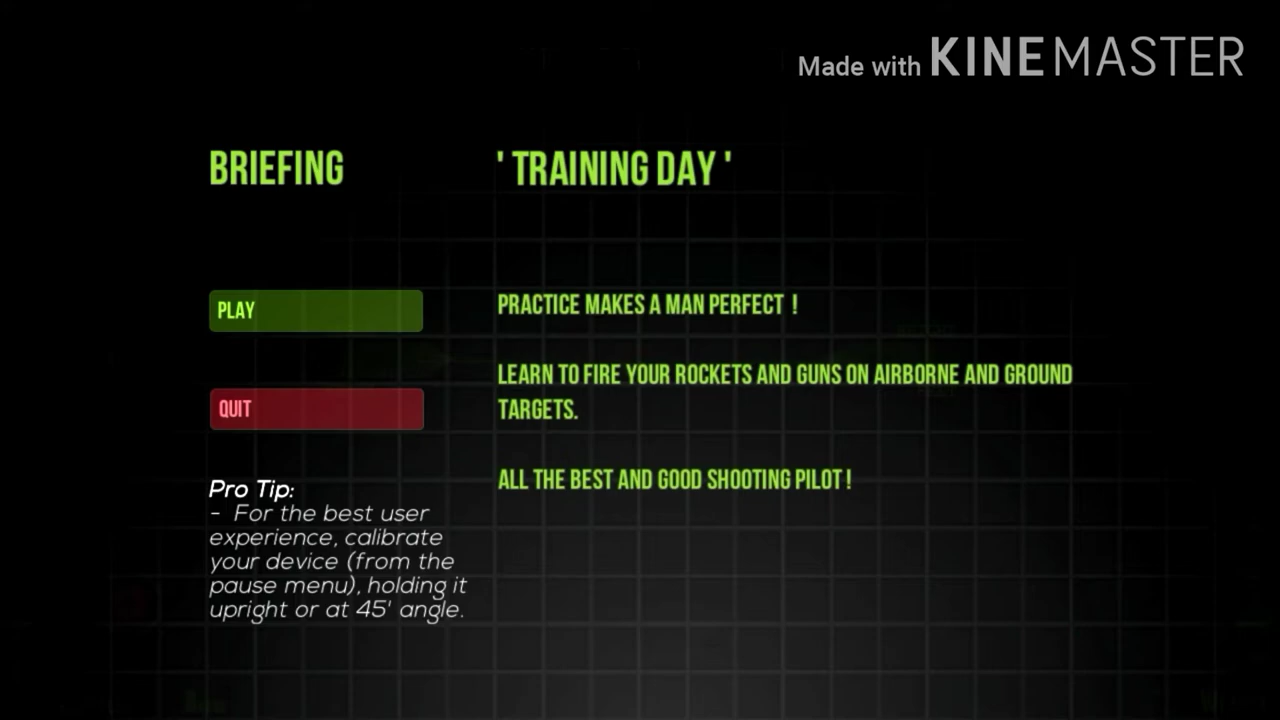 Made with KINEMASTER
BRIEFING
' TRAINING DAY '
PLAY
QUIT
Pro Tip:
- For the best user
experience, calibrate
your device (from the
pause menu), holding it
upright or at 45' angle.
PRACTICE MAKES A MAN PERFECT !
LEARN TO FIRE YOUR ROCKETS AND GUNS ON AIRBORNE AND GROUND
TARGETS.
ALL THE BEST AND GOOD SHOOTING PILOT !